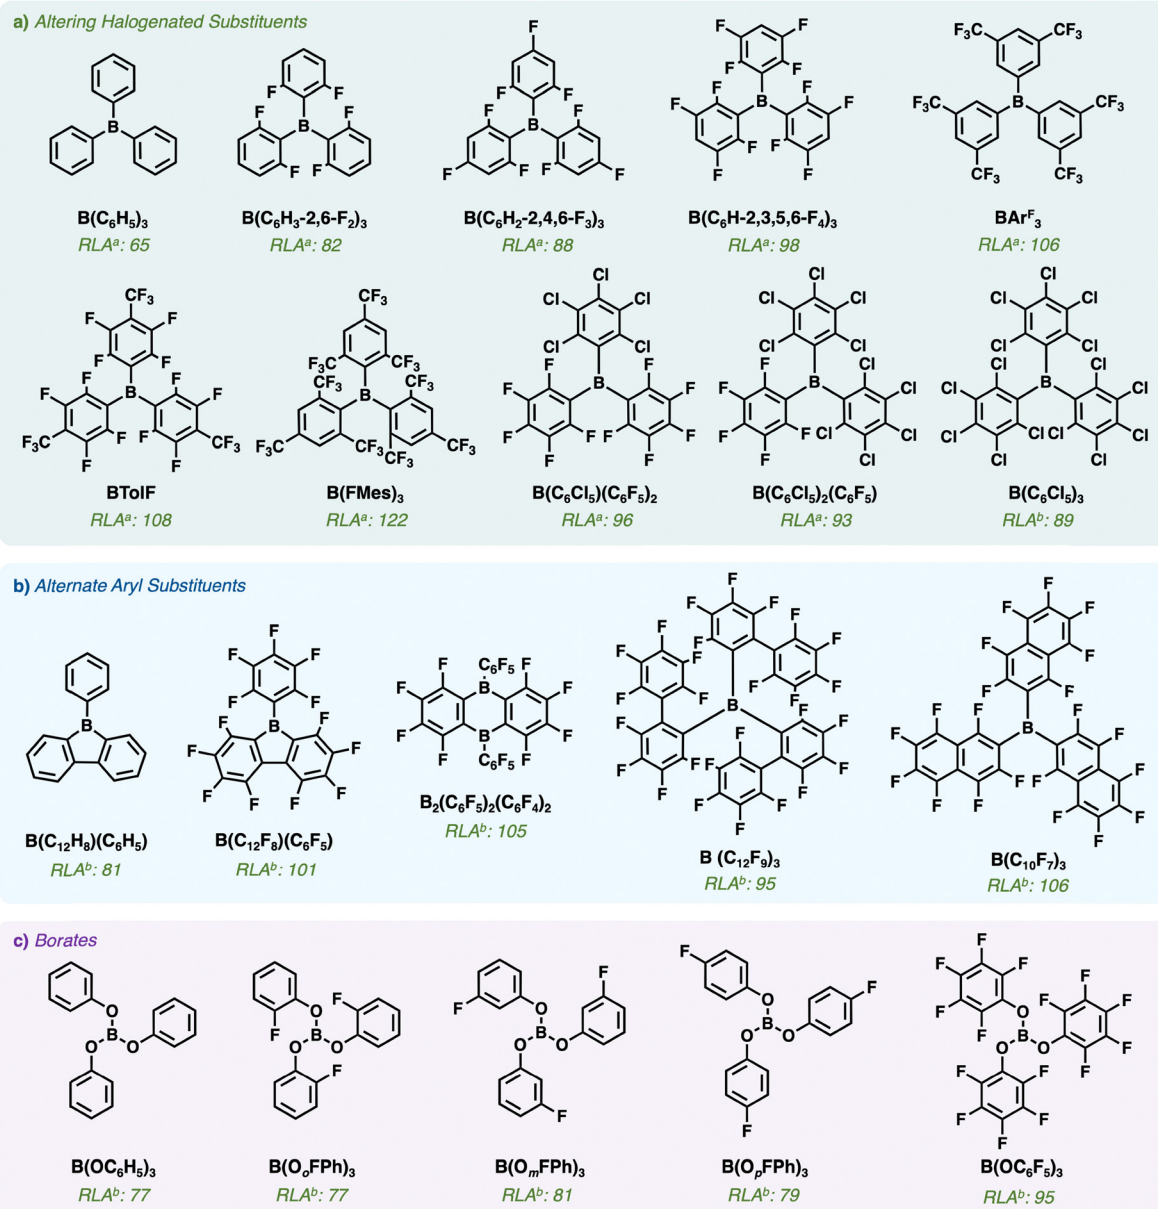 a) Altering Halogenated Substituents
B
F F
F B F
F F
F
F F
F B F
F F F F
F F
F F
F F B F F
F F F F
F₃C CF₃
F₃C B CF₃
CF₃ CF₃
B(C₆H₅)₃ B(C₆H₃-2,6-F₂)₃ B(C₆H₂-2,4,6-F₃)₃ B(C₆H-2,3,5,6-F₄)₃ BArᶠ₃
RLAᵃ: 65 RLAᵃ: 82 RLAᵃ: 88 RLAᵃ: 98 RLAᵃ: 106
CF₃
F F
F F
F F B F F
F₃C F F CF₃
F F
CF₃
F₃C CF₃
CF₃ B CF₃
F₃C CF₃ CF₃ CF₃
Cl
Cl Cl
Cl Cl
F B F
F F F F
F F
Cl
Cl Cl
Cl Cl
F B Cl
F F Cl Cl
F Cl
Cl
Cl Cl
Cl Cl
Cl B Cl
Cl Cl Cl Cl
Cl Cl
BTolF B(FMes)₃ B(C₆Cl₅)(C₆F₅)₂ B(C₆Cl₅)₂(C₆F₅) B(C₆Cl₅)₃
RLAᵃ: 108 RLAᵃ: 122 RLAᵃ: 96 RLAᵃ: 93 RLAᵇ: 89
b) Alternate Aryl Substituents
B
F
F F
F F
F B F
F F
F F F F
F C₆F₅ F
F B F
F B F
F C₆F₅ F
F F F
F F F
F B F
F F F
F
F F
F F
F F B F F
F F F F
B(C₁₂H₈)(C₆H₅) B(C₁₂F₈)(C₆F₅) B₂(C₆F₅)₂(C₆F₄)₂ B (C₁₂F₉)₃ B(C₁₀F₇)₃
RLAᵇ: 81 RLAᵇ: 101 RLAᵇ: 105 RLAᵇ: 95 RLAᵇ: 106
c) Borates
O
B
O O
F O F
B
O O
F
F O F
B
O O
F
F O F
B
O O
F
F
F F
F F O F F
B
O O F F F
F F
F F
F
B(OC₆H₅)₃ B(OₒFPh)₃ B(OₘFPh)₃ B(OₚFPh)₃ B(OC₆F₅)₃
RLAᵇ: 77 RLAᵇ: 77 RLAᵇ: 81 RLAᵇ: 79 RLAᵇ: 95